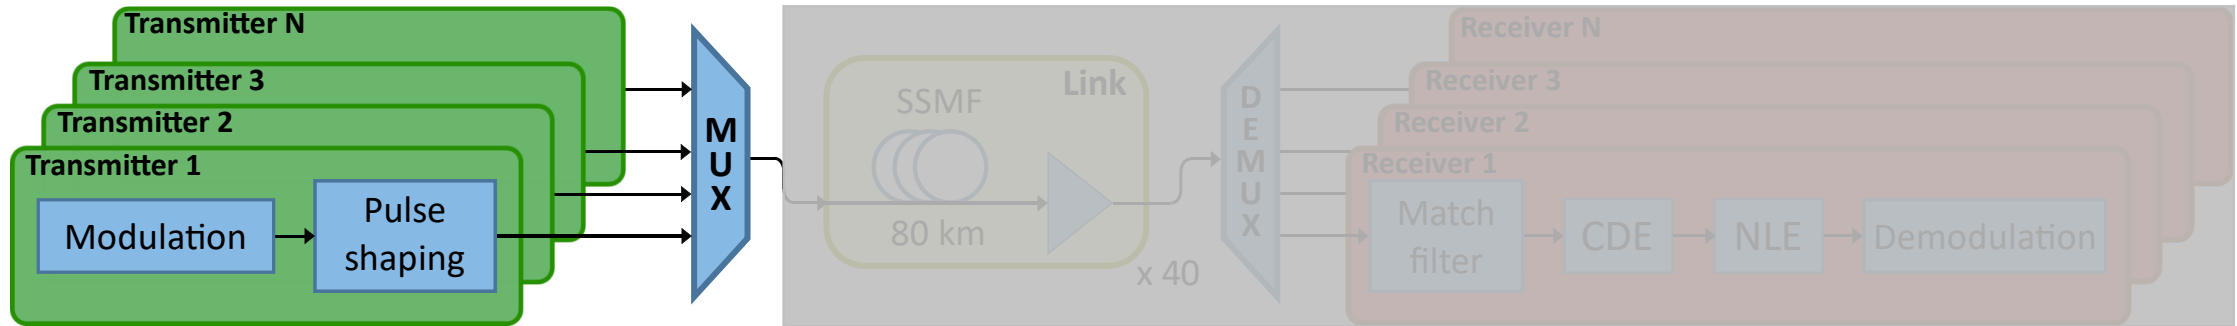 Transmitter N
Transmitter 3
Transmitter 2
Transmitter 1
Modulation
Pulse
shaping
M
U
X
Link
SSMF
80 km
x 40
D
E
M
U
X
Receiver N
Receiver 3
Receiver 2
Receiver 1
Match
filter
CDE
NLE
Demodulation